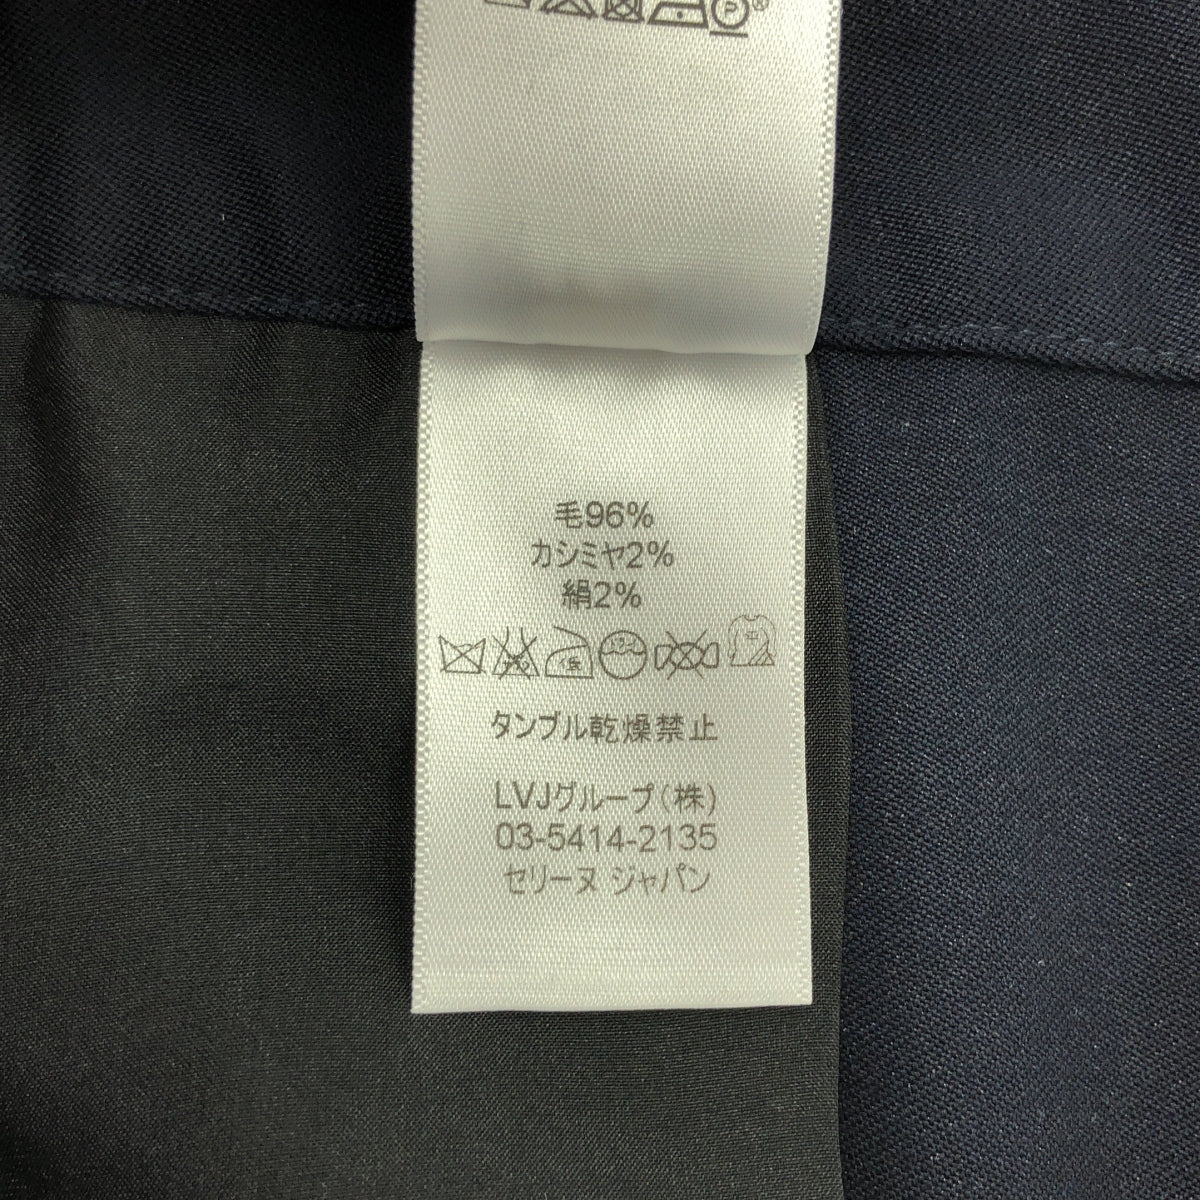 P
®
毛96%
カシミヤ2%
絹2%
低
タンブル乾燥禁止
LVJグループ(株)
03-5414-2135
セリーヌ ジャパン